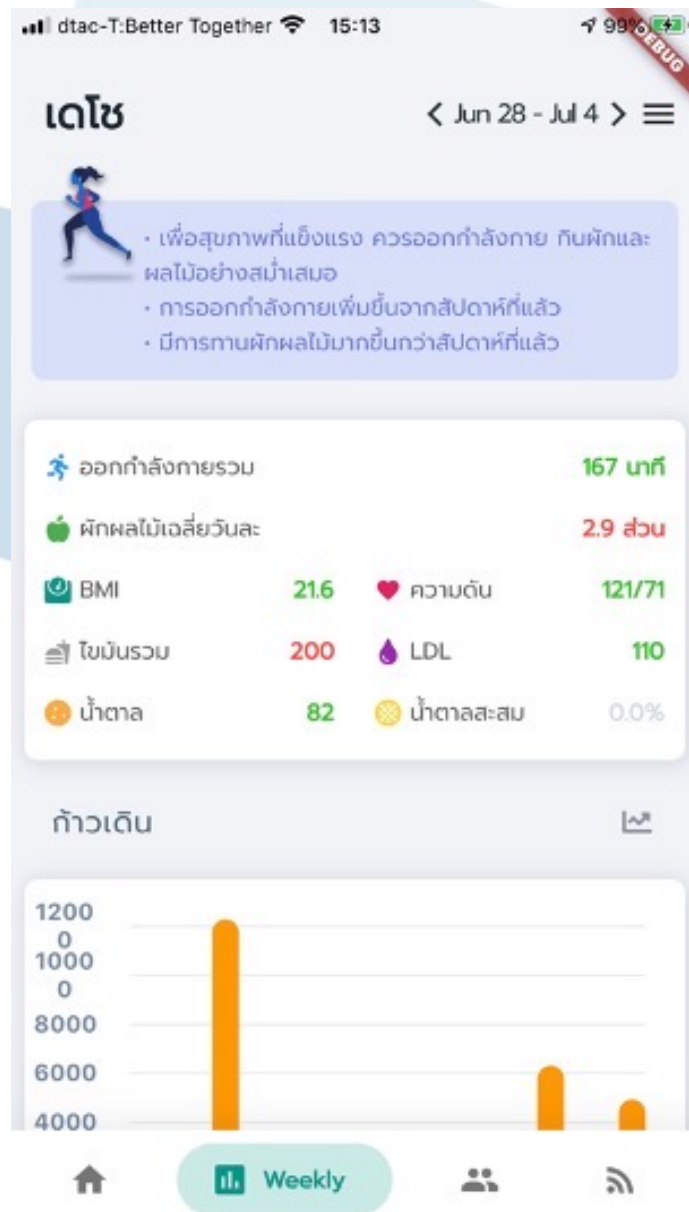 dtac-T:Better Together 15:13 99%
DEBUG
เดโช < Jun 28 - Jul 4 >
• เพื่อสุขภาพที่แข็งแรง ควรออกกำลังกาย กินผักและ
ผลไม้อย่างสม่ำเสมอ
• การออกกำลังกายเพิ่มขึ้นจากสัปดาห์ที่แล้ว
• มีการทานผักผลไม้มากขึ้นกว่าสัปดาห์ที่แล้ว
ออกกำลังกายรวม 167 นาที
ผักผลไม้เฉลี่ยวันละ 2.9 ส่วน
BMI 21.6 ความดัน 121/71
ไขมันรวม 200 LDL 110
น้ำตาล 82 น้ำตาลสะสม 0.0%
ก้าวเดิน
1200
0
1000
0
8000
6000
4000
Weekly